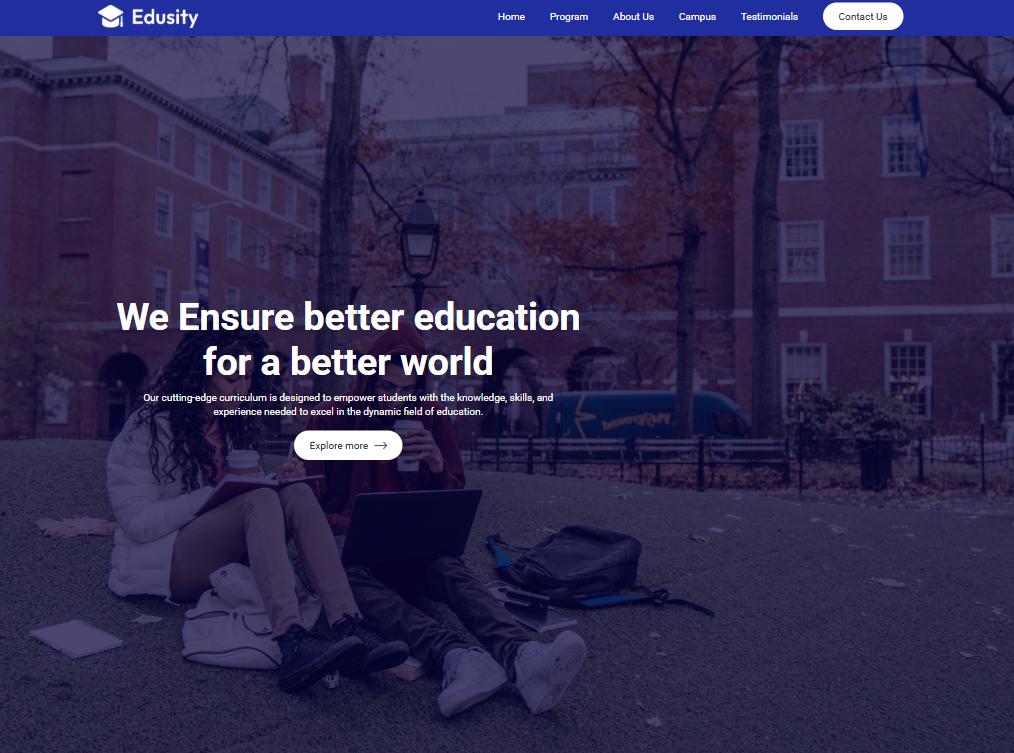 Edusity
Home Program About Us Campus Testimonials Contact Us
We Ensure better education
for a better world
Our cutting-edge curriculum is designed to empower students with the knowledge, skills, and
experience needed to excel in the dynamic field of education.
Explore more